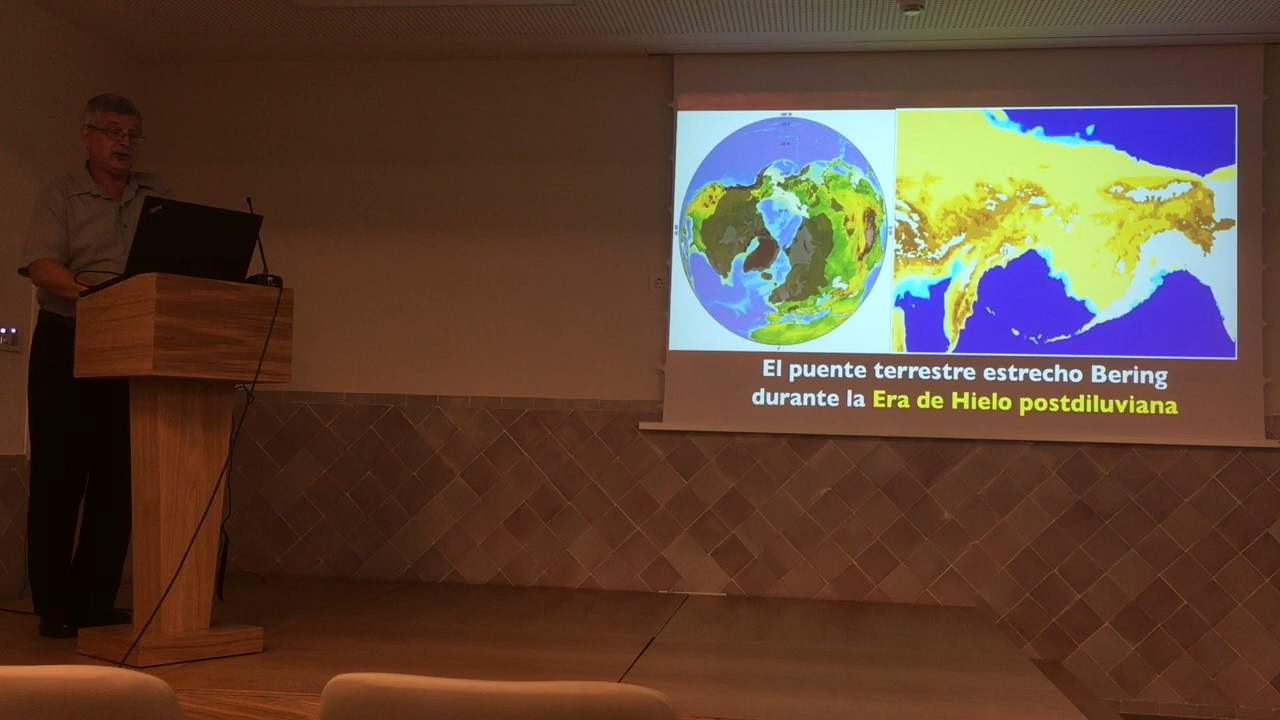 El puente terrestre estrecho Bering
durante la Era de Hielo postdiluviana